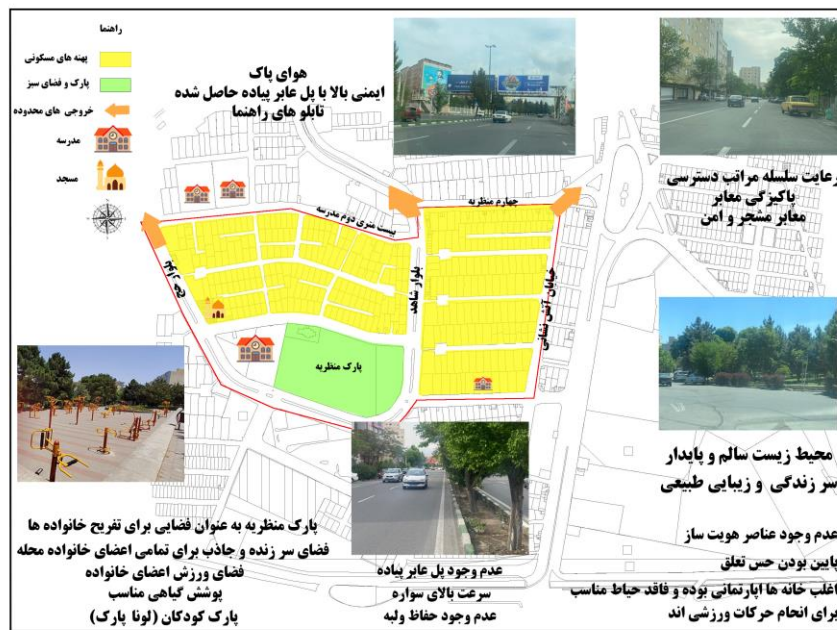 راهنما
پهنه های مسکونی
پارک و فضای سبز
خروجی های محدوده
مدرسه
مسجد
هوای پاک
ایمنی بالا با پل عابر پیاده حاصل شده
تابلو های راهنما
رعایت سلسله مراتب دسترسی
پاکیزگی معابر
معابر مشجر و امن
چهارم منظریه
بیست متری دوم مدرسه
بلوار شاهد
خیابان آتش نشانی
بلوار حج
پارک منظریه
محیط زیست سالم و پایدار
سر زندگی و زیبایی طبیعی
پارک منظریه به عنوان فضایی برای تفریح خانواده ها
فضای سر زنده و جاذب برای تمامی اعضای خانواده محله
فضای ورزش اعضای خانواده
پوشش گیاهی مناسب
پارک کودکان (لونا پارک)
عدم وجود پل عابر پیاده
سرعت بالای سواره
عدم وجود حفاظ ولبه
عدم وجود عناصر هویت ساز
پایین بودن حس تعلق
اغلب خانه ها اپارتمانی بوده و فاقد حیاط مناسب
برای انجام حرکات ورزشی اند